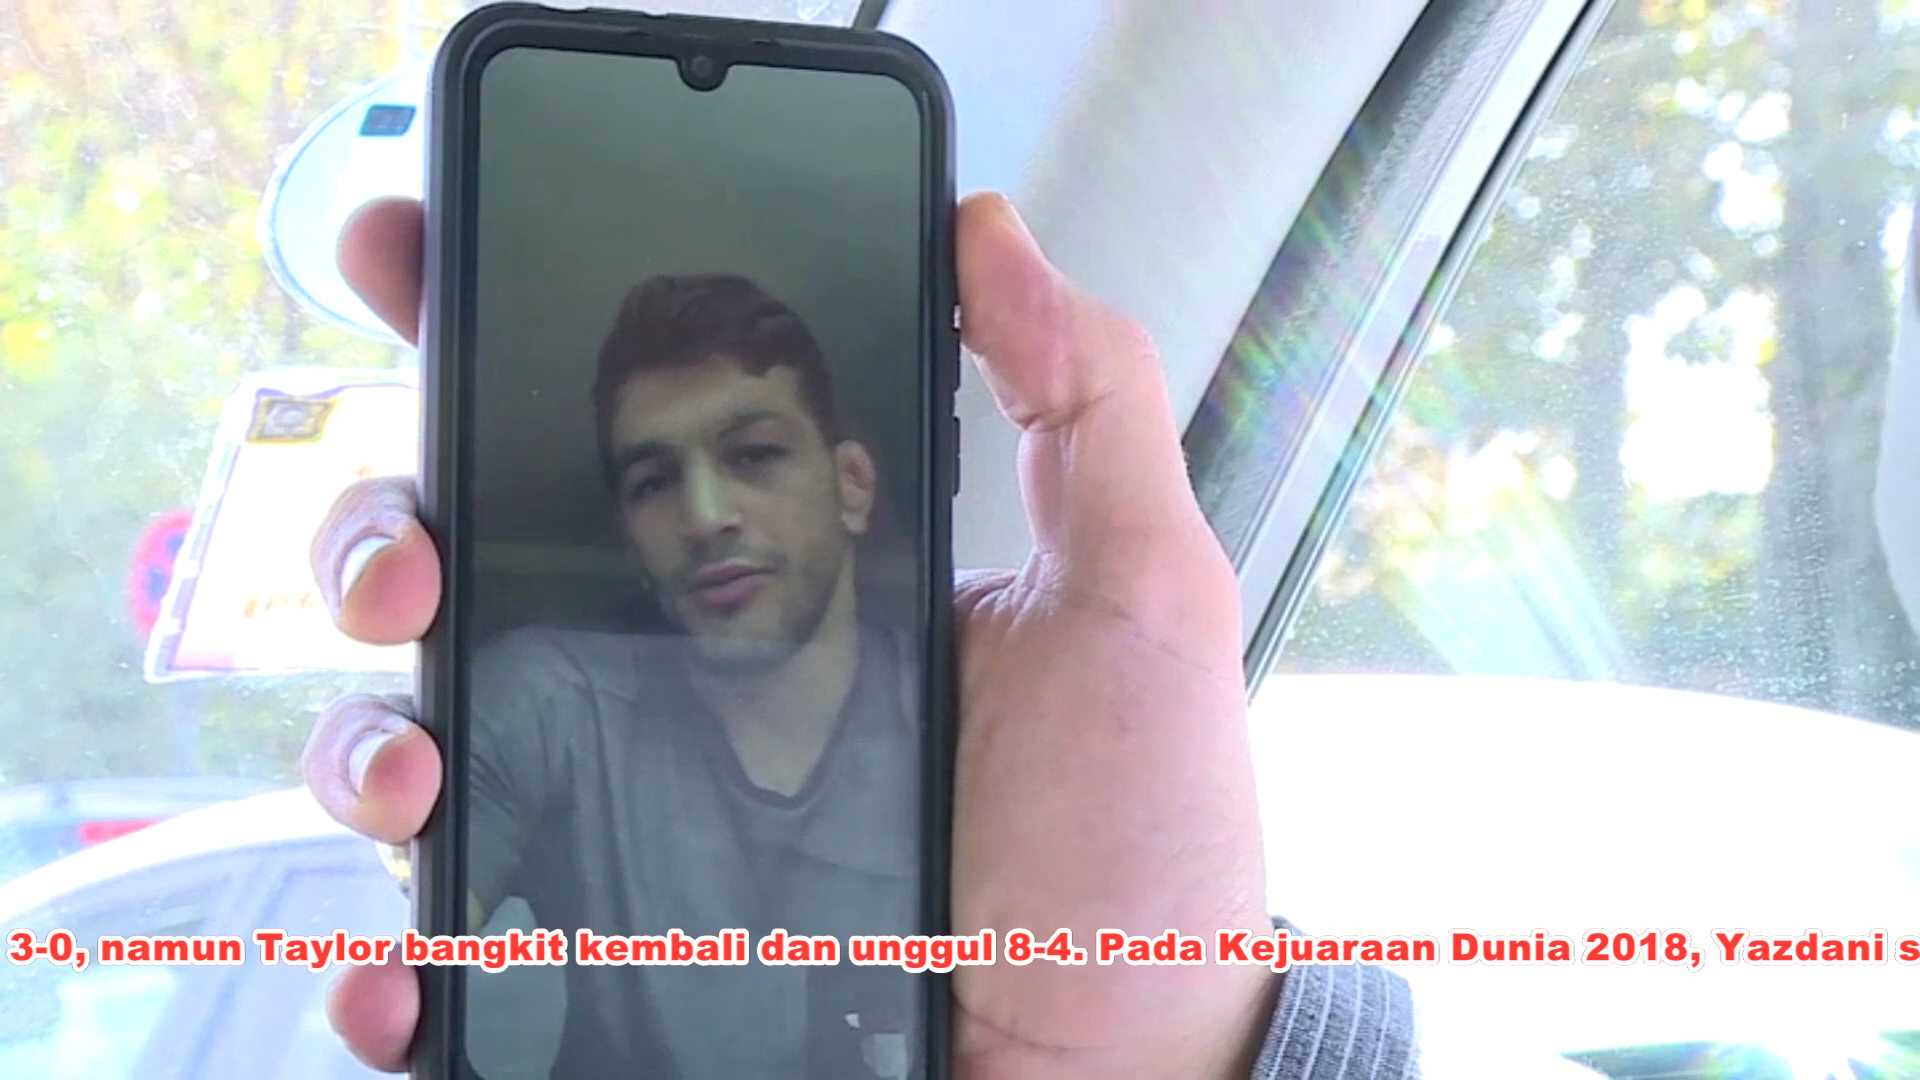 3-0, namun Taylor bangkit kembali dan unggul 8-4. Pada Kejuaraan Dunia 2018, Yazdani s